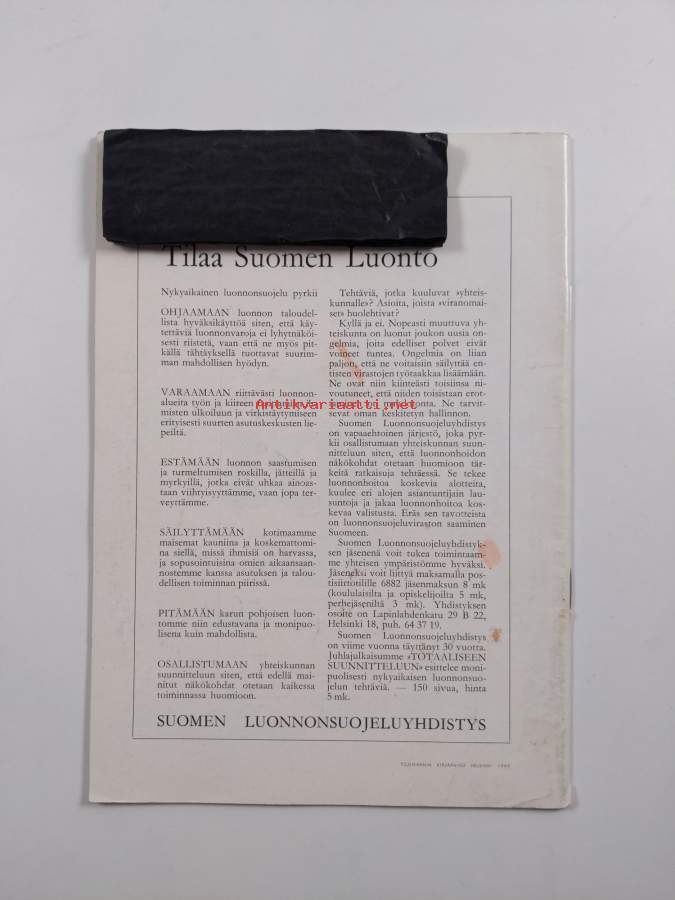 Tilaa Suomen Luonto
Nykyaikainen luonnonsuojelu pyrkii
OHJAAMAAN luonnon taloudel-
lista hyväksikäyttöä siten, että käy-
tettäviä luonnonvaroja ei lyhytnäköi-
sesti riistetä, vaan että ne myös pit-
källä tähtäyksellä tuottavat suurim-
man mahdollisen hyödyn.
VARAAMAAN riittävästi luonnon-
alueita työn ja kiireen
misten ulkoiluun ja virkistäytymiseen
erityisesti suurten asutuskeskusten lie-
peiltä.
ESTÄMÄÄN luonnon saastumisen
ja turmeltumisen roskilla, jätteillä ja
myrkyillä, jotka eivät uhkaa ainoas-
taan viihtyisyyttämme, vaan jopa ter-
veyttämme.
SÄILYTTÄMÄÄN kotimaamme
maisemat kauniina ja koskemattomi-
na siellä, missä ihmisiä on harvassa,
ja sopusointuisina omien aikaansaan-
nostemme kanssa asutuksen ja talou-
dellisen toiminnan piirissä.
PITÄMÄÄN karun pohjoisen luon-
tomme niin edustavana ja monipuo-
lisena kuin mahdollista.
OSALLISTUMAAN yhteiskunnan
suunnitteluun siten, että edellä mai-
nitut näkökohdat otetaan kaikessa
toiminnassa huomioon.
Tehtäviä, jotka kuuluvat »yhteis-
kunnalle»? Asioita, joista »viranomai-
set» huolehtivat?
Kyllä ja ei. Nopeasti muuttuva yh-
teiskunta on luonut joukon uusia on-
gelmia, joita edelliset polvet eivät
voineet tuntea. Ongelmia on liian
paljon, että ne voitaisiin säilyttää en-
tisten virastojen työtaakkaa lisäämään.
Ne ovat niin kiinteästi toisiinsa ni-
voutuneet, että niiden toisistaan erot-
taminen on mahdotonta. Ne tarvit-
sevat oman keskitetyn hallinnon.
Suomen Luonnonsuojeluyhdistys
on vapaaehtoinen järjestö, joka pyr-
kii osallistumaan yhteiskunnan suun-
nitteluun siten, että luonnonhoidon
näkökohdat otetaan huomioon tär-
keitä ratkaisuja tehtäessä. Se tekee
luonnonhoitoa koskevia alotteita,
kuulee eri alojen asiantuntijain lau-
suntoja ja jakaa luonnonhoitoa kos-
kevaa valistusta. Eräs sen tavotteista
on luonnonsuojeluviraston saaminen
Suomeen.
Suomen Luonnonsuojeluyhdistyk-
sen jäsenenä voit tukea toimintaam-
me yhteisen ympäristömme hyväksi.
Jäseneksi voit liittyä maksamalla pos-
tisiirtotilille 6882 jäsenmaksun 8 mk
(koululaisilta ja opiskelijoilta 5 mk,
perhejäseniltä 3 mk). Yhdistyksen
osoite on Lapinlahdenkatu 29 B 22,
Helsinki 18, puh. 64 37 19.
Suomen Luonnonsuojeluyhdistys
on viime vuonna täyttänyt 30 vuotta.
Juhlajulkaisumme »TOTAALISEEN
SUUNNITTELUUN» esittelee moni-
puolisesti nykyaikaisen luonnonsuo-
jelun tehtäviä. — 150 sivua, hinta
5 mk.
SUOMEN LUONNONSUOJELUYHDISTYS
KIRJAPAINO HELSINKI 1969
Antikvariaatti.net